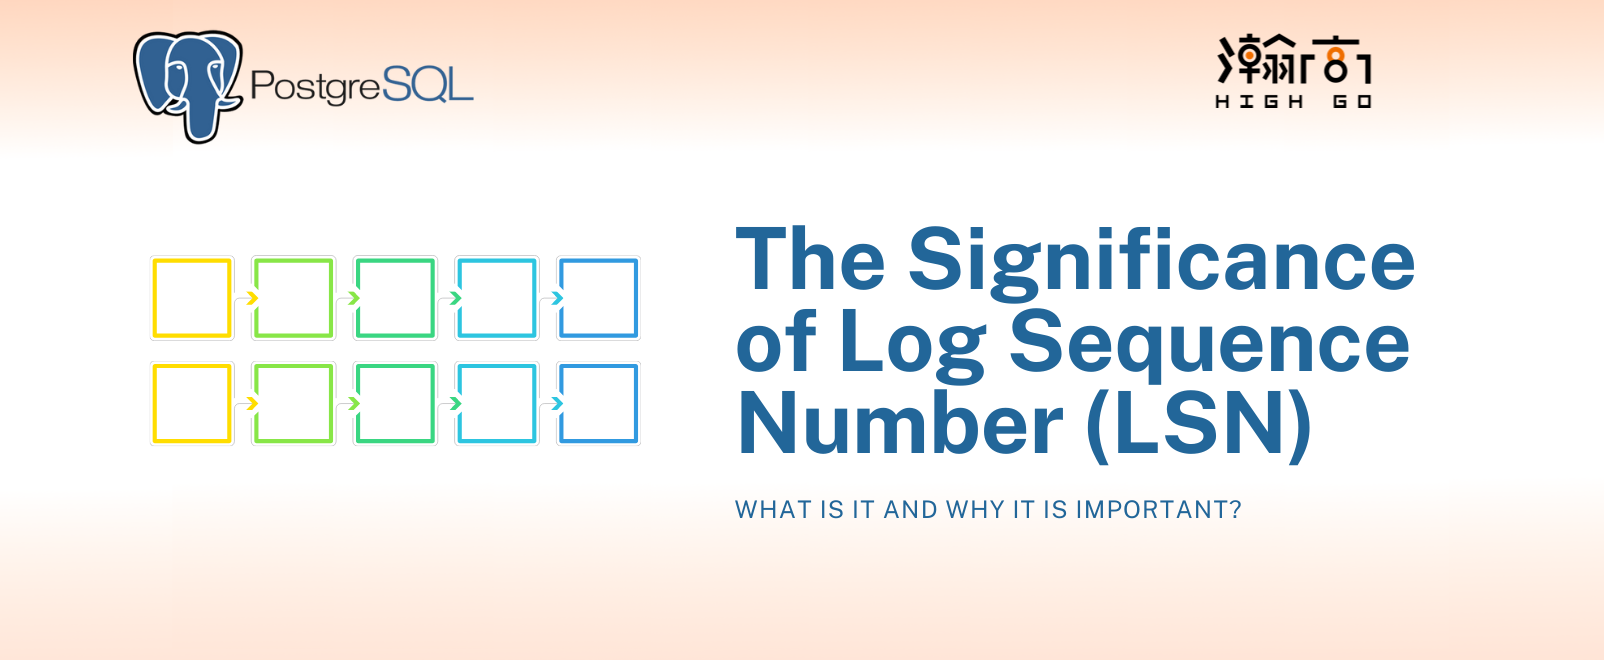 PostgreSQL
瀚高
HIGH GO
The Significance
of Log Sequence
Number (LSN)
WHAT IS IT AND WHY IT IS IMPORTANT?